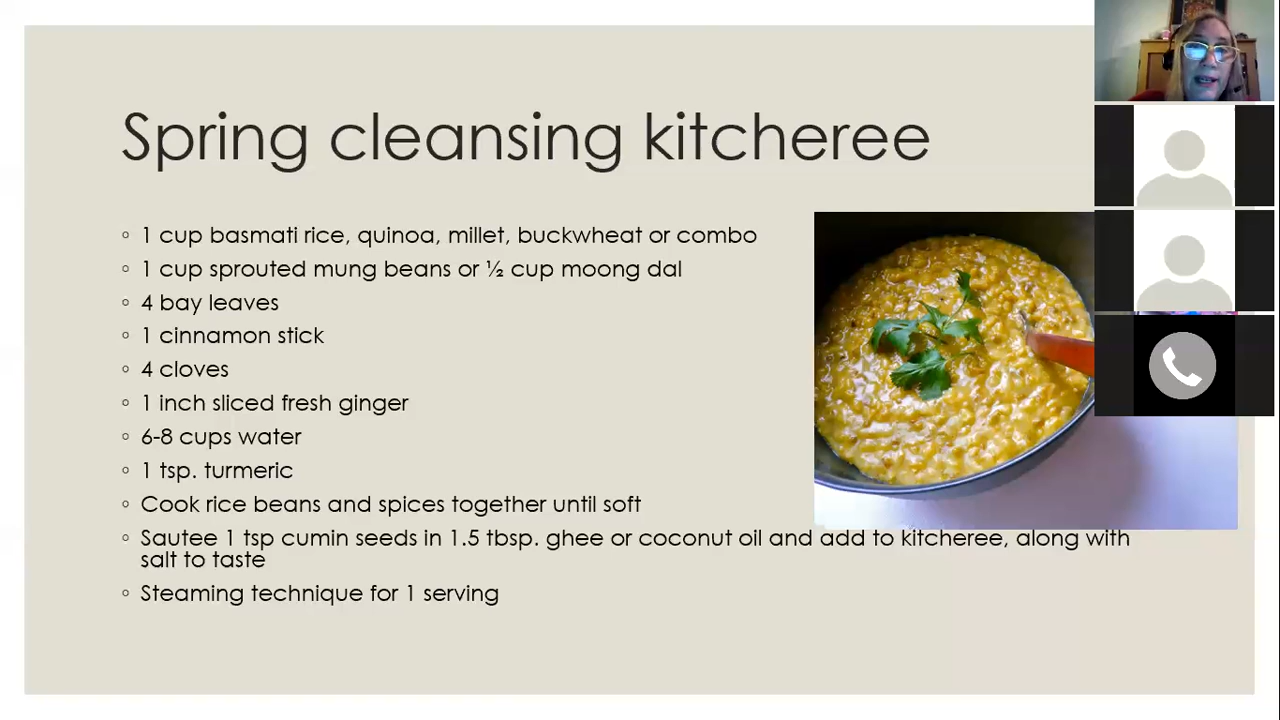 Spring cleansing kitcheree
◦ 1 cup basmati rice, quinoa, millet, buckwheat or combo
◦ 1 cup sprouted mung beans or ½ cup moong dal
◦ 4 bay leaves
◦ 1 cinnamon stick
◦ 4 cloves
◦ 1 inch sliced fresh ginger
◦ 6-8 cups water
◦ 1 tsp. turmeric
◦ Cook rice beans and spices together until soft
◦ Sautee 1 tsp cumin seeds in 1.5 tbsp. ghee or coconut oil and add to kitcheree, along with
salt to taste
◦ Steaming technique for 1 serving